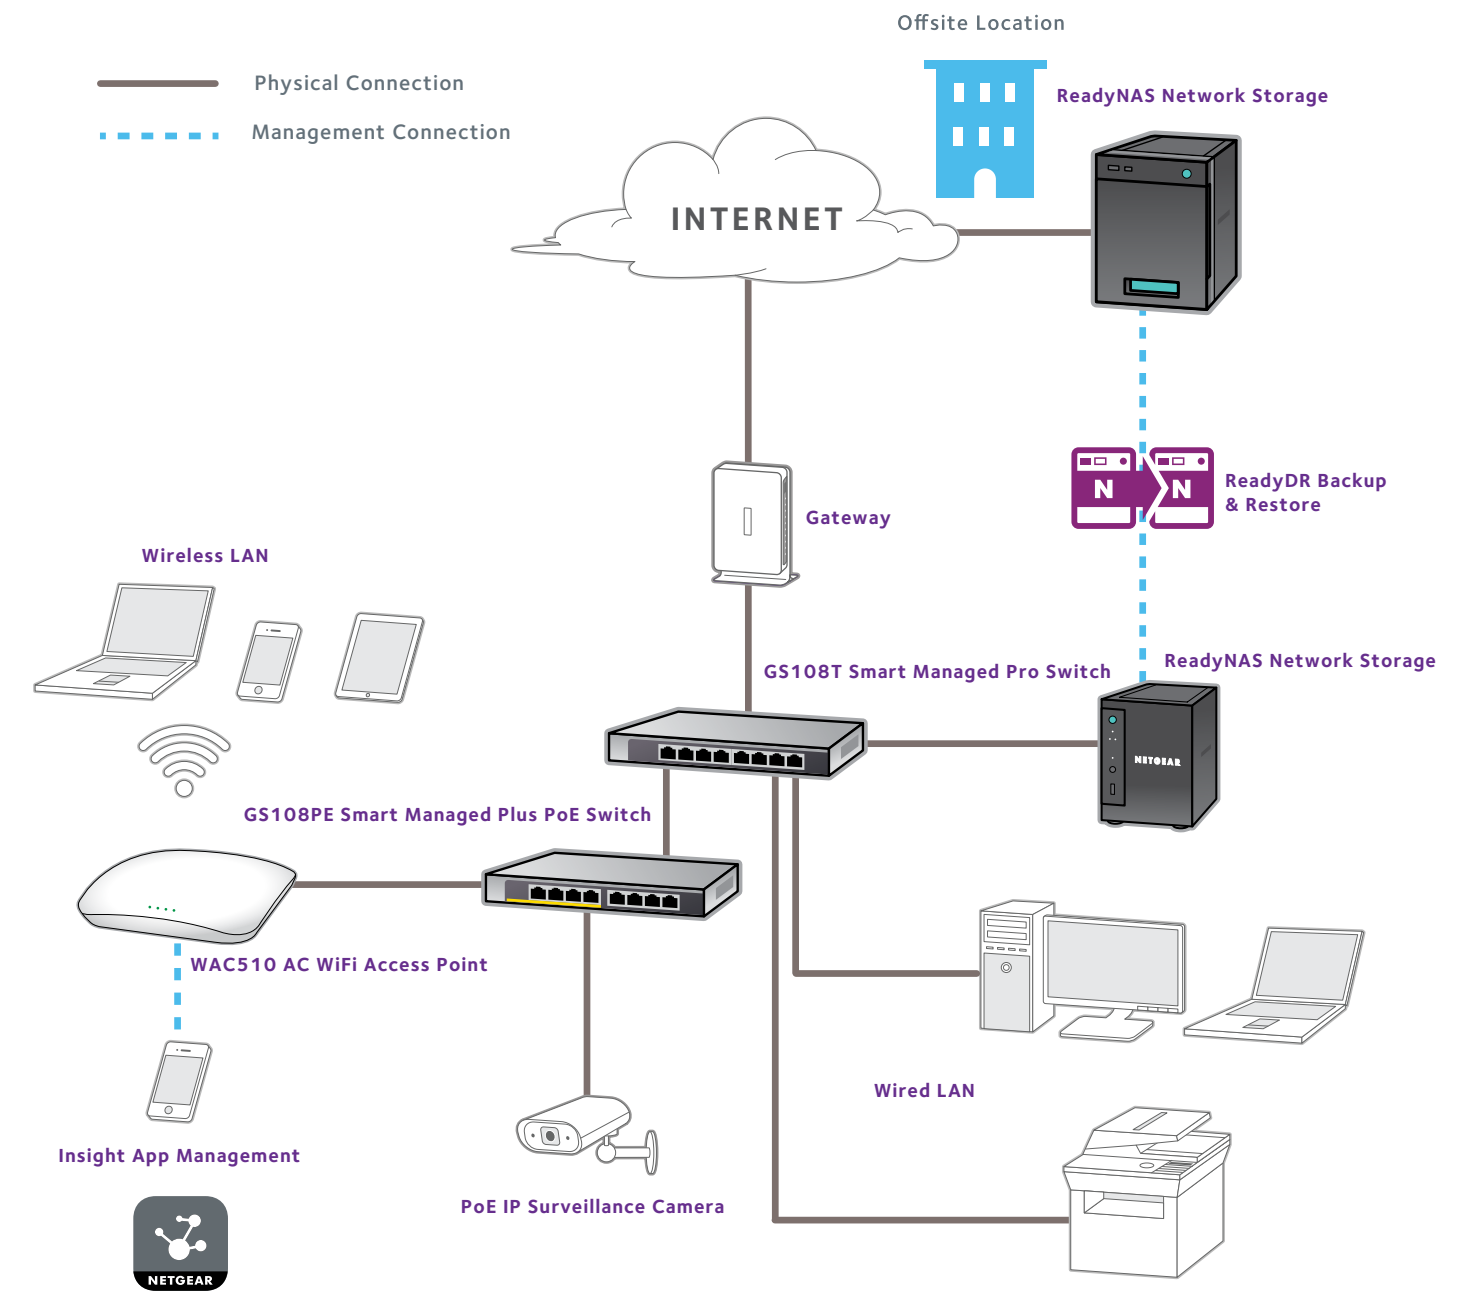 Offsite Location
Physical Connection
ReadyNAS Network Storage
Management Connection
INTERNET
ReadyDR Backup
& Restore
N
N
Gateway
Wireless LAN
GS108T Smart Managed Pro Switch
ReadyNAS Network Storage
NETGEAR
GS108PE Smart Managed Plus PoE Switch
WAC510 AC WiFi Access Point
Wired LAN
Insight App Management
PoE IP Surveillance Camera
NETGEAR